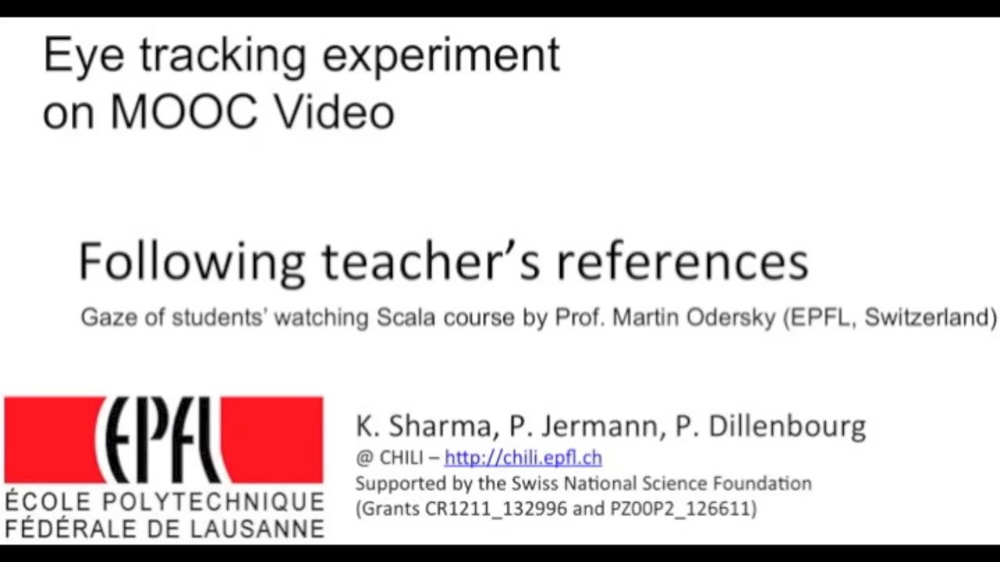 Eye tracking experiment
on MOOC Video
Following teacher’s references
Gaze of students’ watching Scala course by Prof. Martin Odersky (EPFL, Switzerland)
EPFL
ÉCOLE POLYTECHNIQUE
FÉDÉRALE DE LAUSANNE
K. Sharma, P. Jermann, P. Dillenbourg
@ CHILI – http://chili.epfl.ch
Supported by the Swiss National Science Foundation
(Grants CR1211_132996 and PZ00P2_126611)